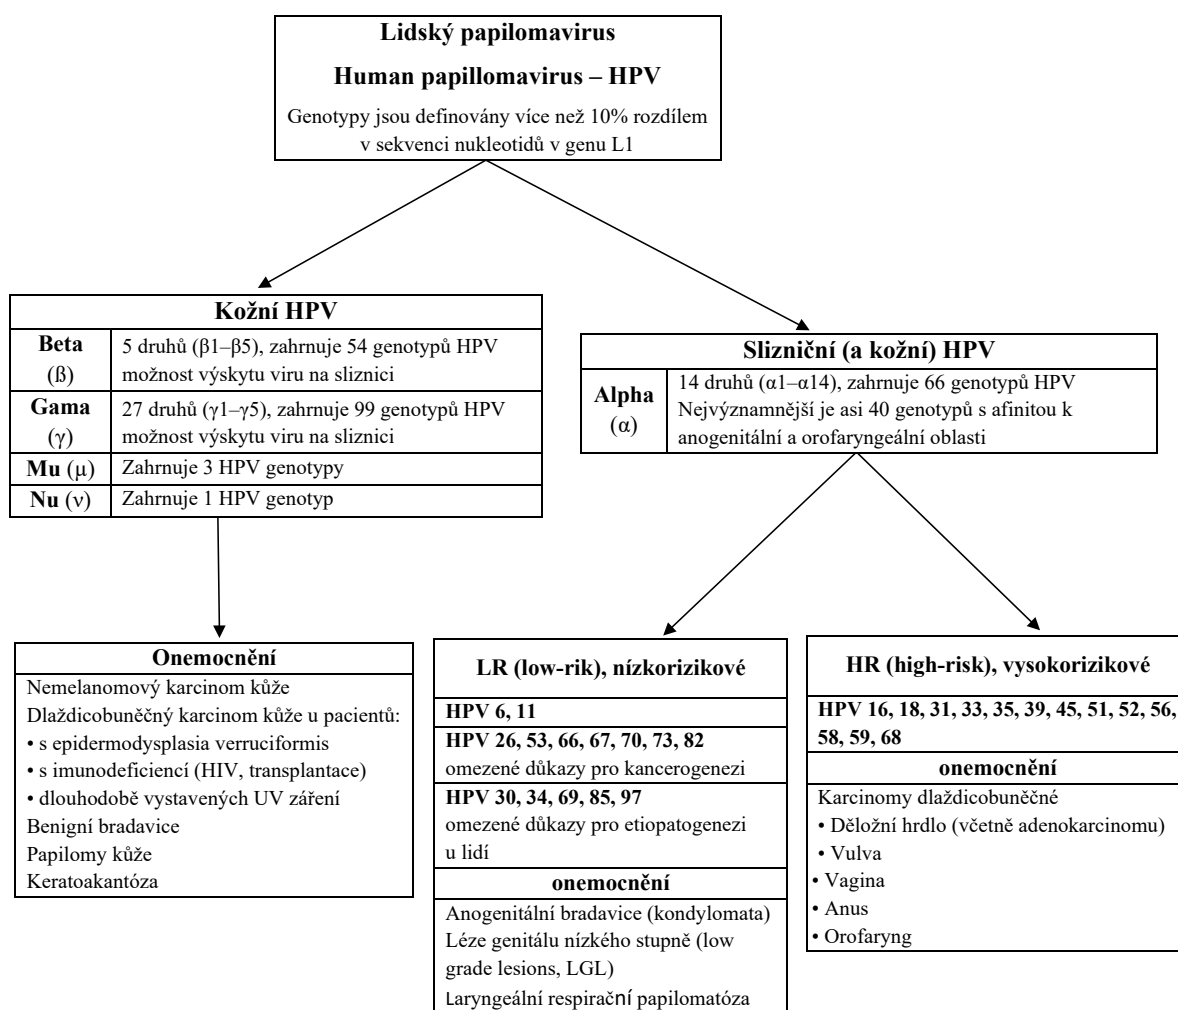 Lidský papilomavirus
Human papillomavirus – HPV
Genotypy jsou definovány více než 10% rozdílem
v sekvenci nukleotidů v genu L1
Kožní HPV
Beta (ß)
5 druhů (β1–β5), zahrnuje 54 genotypů HPV
možnost výskytu viru na sliznici
Gama (γ)
27 druhů (γ1–γ5), zahrnuje 99 genotypů HPV
možnost výskytu viru na sliznici
Mu (μ) Zahrnuje 3 HPV genotypy
Nu (ν) Zahrnuje 1 HPV genotyp
Slizniční (a kožní) HPV
Alpha (α)
14 druhů (α1–α14), zahrnuje 66 genotypů HPV
Nejvýznamnější je asi 40 genotypů s afinitou k
anogenitální a orofaryngeální oblasti
Onemocnění
Nemelanomový karcinom kůže
Dlaždicobuněčný karcinom kůže u pacientů:
• s epidermodysplasia verruciformis
• s imunodeficiencí (HIV, transplantace)
• dlouhodobě vystavených UV záření
Benigní bradavice
Papilomy kůže
Keratoakantóza
LR (low-rik), nízkorizikové
HPV 6, 11
HPV 26, 53, 66, 67, 70, 73, 82
omezené důkazy pro kancerogenezi
HPV 30, 34, 69, 85, 97
omezené důkazy pro etiopatogenezi
u lidí
onemocnění
Anogenitální bradavice (kondylomata)
Léze genitálu nízkého stupně (low
grade lesions, LGL)
Laryngeální respirační papilomatóza
HR (high-risk), vysokorizikové
HPV 16, 18, 31, 33, 35, 39, 45, 51, 52, 56,
58, 59, 68
onemocnění
Karcinomy dlaždicobuněčné
• Děložní hrdlo (včetně adenokarcinomu)
• Vulva
• Vagina
• Anus
• Orofaryng